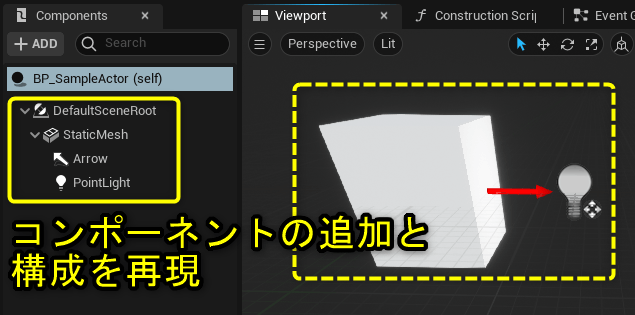 Components
Viewport
Construction Scrip
Event G
ADD
Search
Perspective
Lit
BP_SampleActor (self)
DefaultSceneRoot
StaticMesh
Arrow
PointLight
コンポーネントの追加と
構成を再現